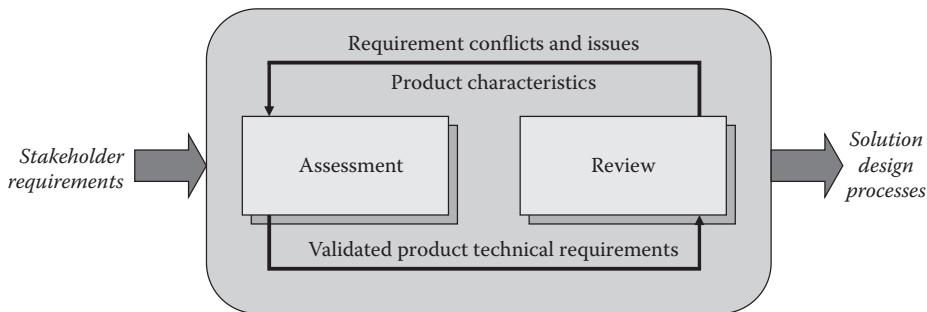 Requirement conflicts and issues
Product characteristics
Stakeholder
requirements
Assessment
Review
Solution
design
processes
Validated product technical requirements